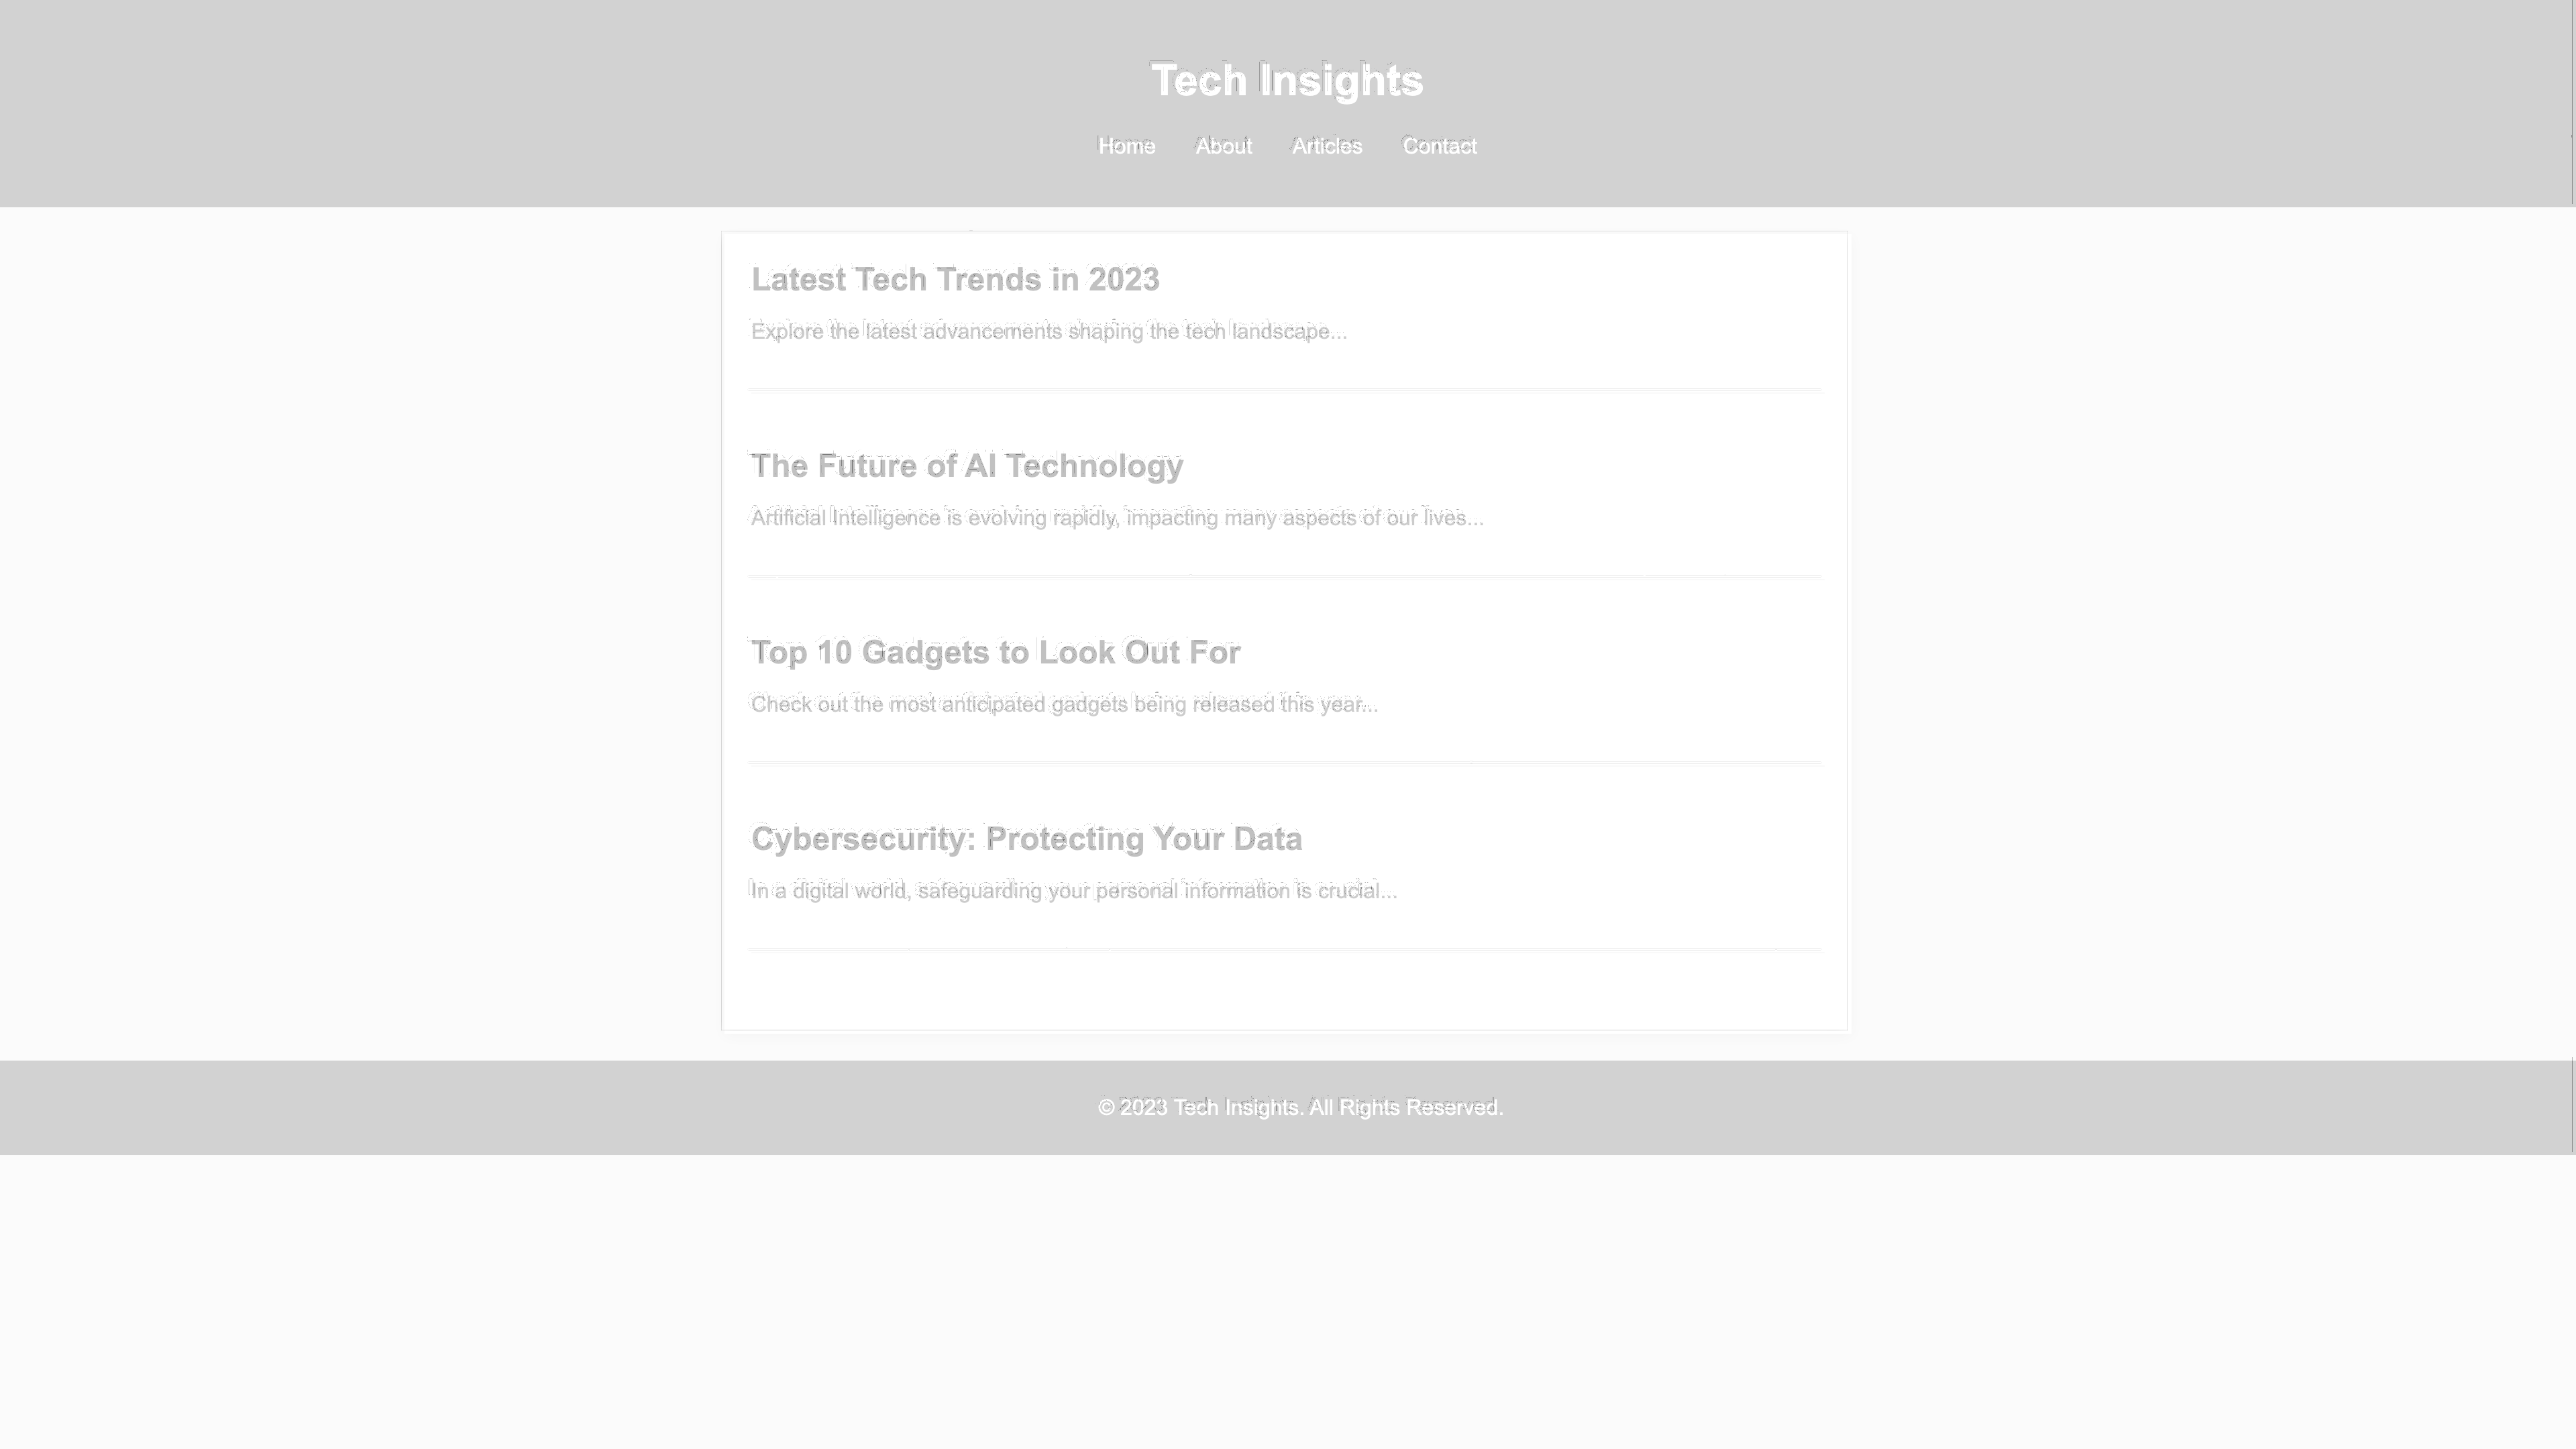 Tech Insights
Home About Articles Contact
Latest Tech Trends in 2023
Explore the latest advancements shaping the tech landscape...
The Future of AI Technology
Artificial Intelligence is evolving rapidly, impacting many aspects of our lives...
Top 10 Gadgets to Look Out For
Check out the most anticipated gadgets being released this year...
Cybersecurity: Protecting Your Data
In a digital world, safeguarding your personal information is crucial...
© 2023 Tech Insights. All Rights Reserved.